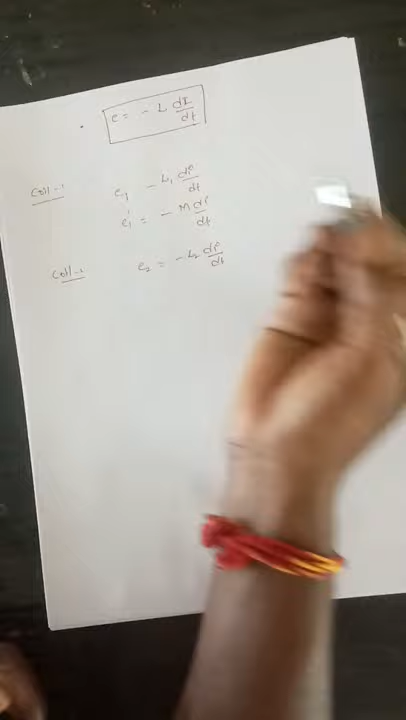 e = - L dI/dt
Coil-1 e₁ - L₁ di/dt
e₁' = - M di/dt
Coil-2 e₂ = - L₂ di/dt